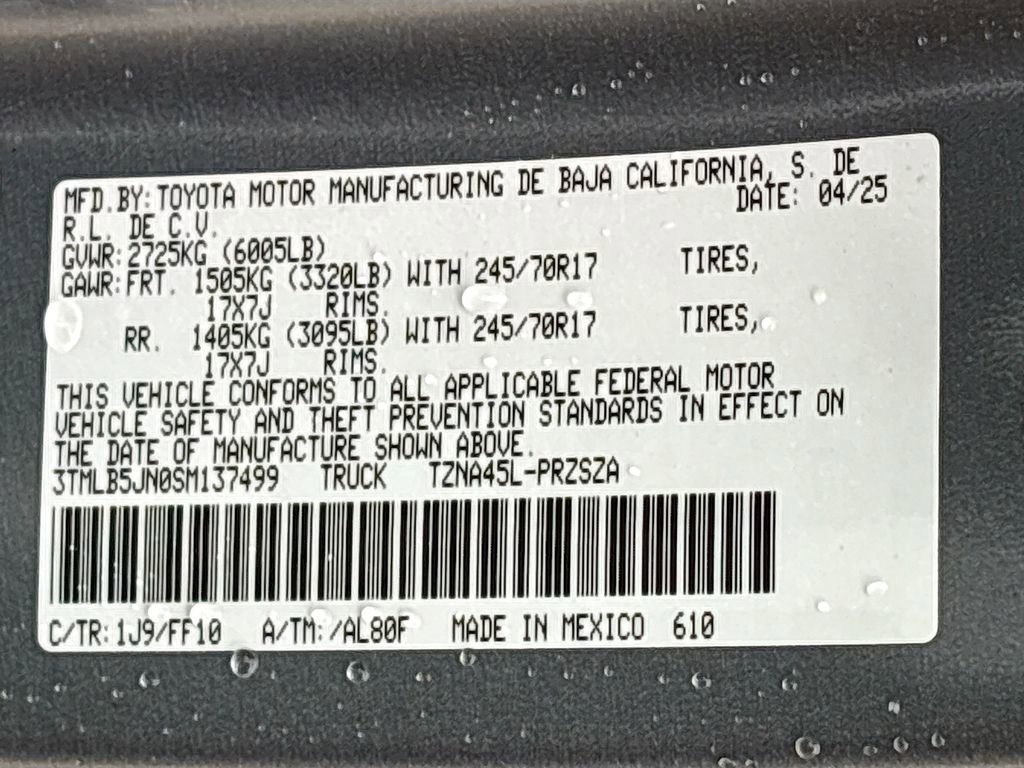 MFD.BY:TOYOTA MOTOR MANUFACTURING DE BAJA CALIFORNIA, S. DE
R.L. DE C.V. DATE: 04/25
GVWR:2725KG (6005LB)
GAWR:FRT. 1505KG (3320LB) WITH 245/70R17 TIRES,
17X7J RIMS.
RR. 1405KG (3095LB) WITH 245/70R17 TIRES,
17X7J RIMS.
THIS VEHICLE CONFORMS TO ALL APPLICABLE FEDERAL MOTOR
VEHICLE SAFETY AND THEFT PREVENTION STANDARDS IN EFFECT ON
THE DATE OF MANUFACTURE SHOWN ABOVE.
3TMLB5JN0SM137499 TRUCK TZNA45L-PRZSZA
C/TR:1J9/FF10 A/TM:/AL80F MADE IN MEXICO 610